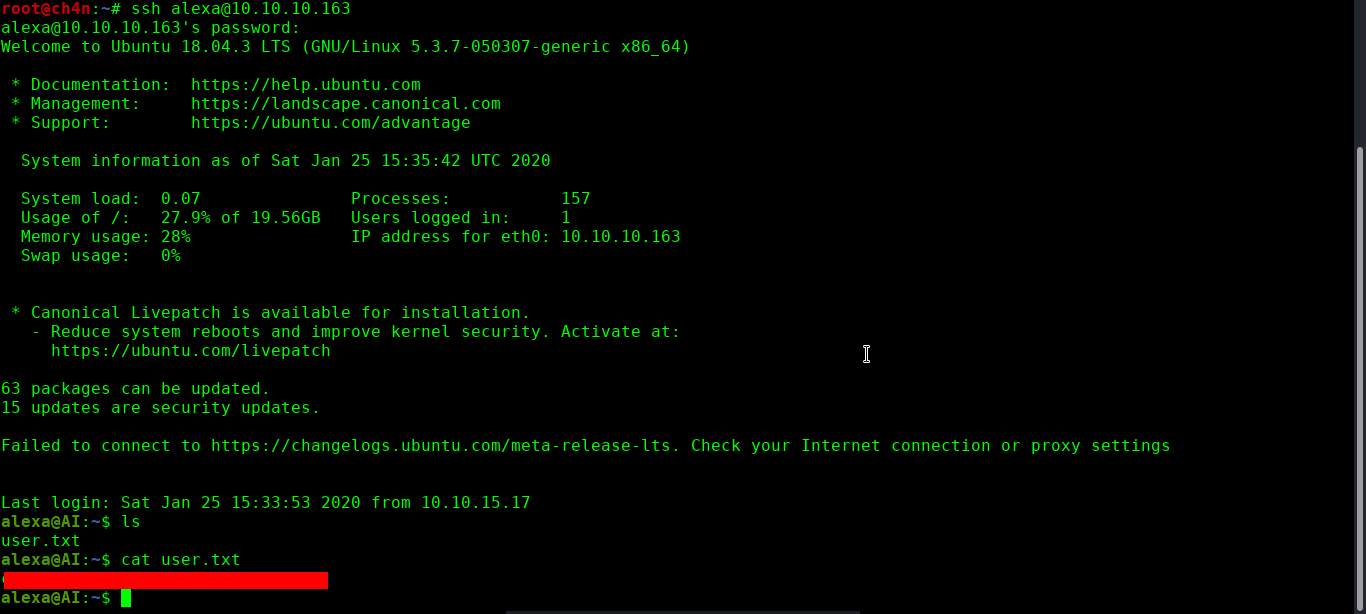 root@ch4n:~# ssh alexa@10.10.10.163
alexa@10.10.10.163's password:
Welcome to Ubuntu 18.04.3 LTS (GNU/Linux 5.3.7-050307-generic x86_64)
* Documentation:  https://help.ubuntu.com
* Management:     https://landscape.canonical.com
* Support:        https://ubuntu.com/advantage
System information as of Sat Jan 25 15:35:42 UTC 2020
System load:  0.07               Processes:           157
Usage of /:   27.9% of 19.56GB   Users logged in:     1
Memory usage: 28%                IP address for eth0: 10.10.10.163
Swap usage:   0%
* Canonical Livepatch is available for installation.
- Reduce system reboots and improve kernel security. Activate at:
https://ubuntu.com/livepatch
63 packages can be updated.
15 updates are security updates.
Failed to connect to https://changelogs.ubuntu.com/meta-release-lts. Check your Internet connection or proxy settings
Last login: Sat Jan 25 15:33:53 2020 from 10.10.15.17
alexa@AI:~$ ls
user.txt
alexa@AI:~$ cat user.txt
alexa@AI:~$